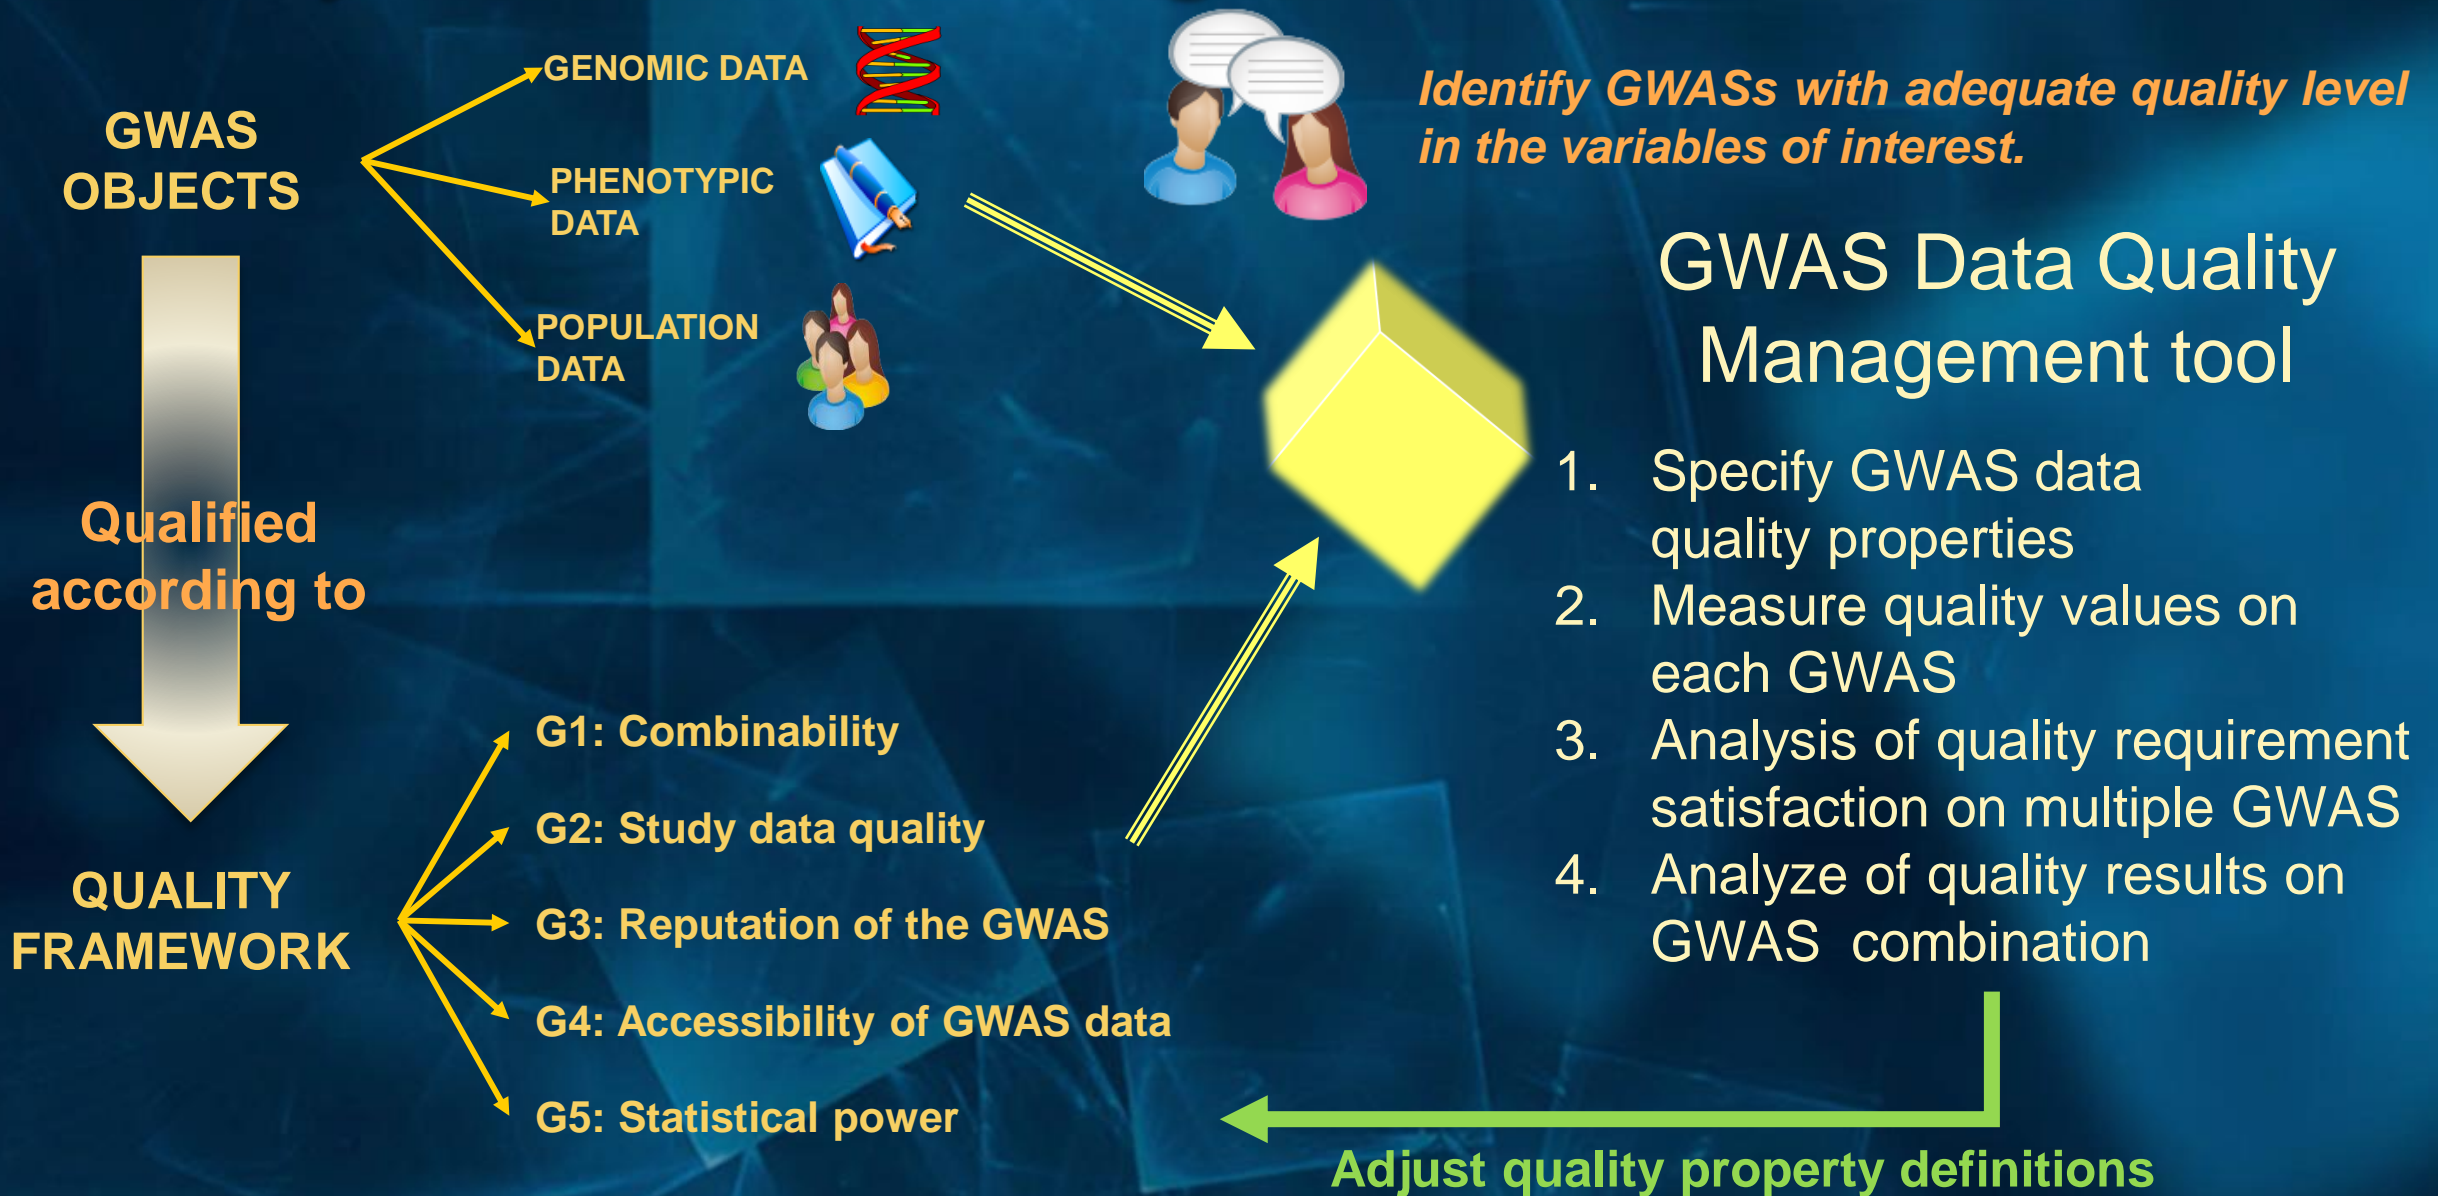 GWAS
OBJECTS
GENOMIC DATA
PHENOTYPIC
DATA
POPULATION
DATA
Qualified
according to
QUALITY
FRAMEWORK
G1: Combinability
G2: Study data quality
G3: Reputation of the GWAS
G4: Accessibility of GWAS data
G5: Statistical power
Identify GWASs with adequate quality level
in the variables of interest.
GWAS Data Quality
Management tool
1. Specify GWAS data
quality properties
2. Measure quality values on
each GWAS
3. Analysis of quality requirement
satisfaction on multiple GWAS
4. Analyze of quality results on
GWAS combination
Adjust quality property definitions